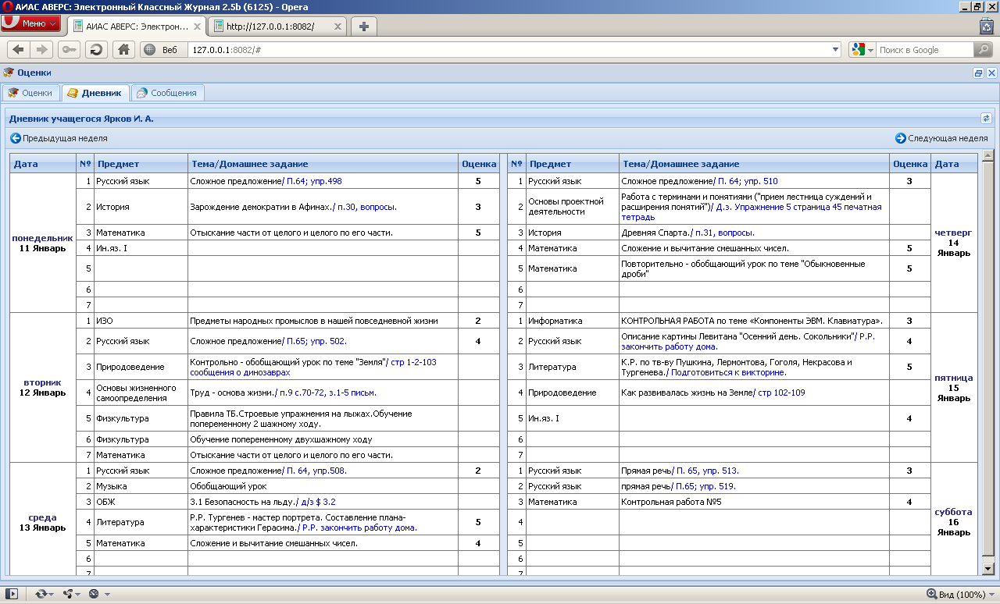 АИАС АВЕРС: Электронный Классный Журнал 2.5b (6125) - Opera
Меню
АИАС АВЕРС: Электрон...
http://127.0.0.1:8082/
Веб
127.0.0.1:8082/#
Поиск в Google
Оценки
Оценки
Дневник
Сообщения
Дневник учащегося Ярков И. А.
Предыдущая неделя
Следующая неделя
Дата № Предмет Тема/Домашнее задание Оценка
понедельник
11 Январь
1 Русский язык Сложное предложение/ П.64; упр.498 5
2 История Зарождение демократии в Афинах./ п.30, вопросы. 3
3 Математика Отыскание части от целого и целого по его части. 5
4 Ин.яз. I
5
6
7
вторник
12 Январь
1 ИЗО Предметы народных промыслов в нашей повседневной жизни 2
2 Русский язык Сложное предложение/ П.65; упр. 502. 4
3 Природоведение Контрольно - обобщающий урок по теме "Земля"/ стр 1-2-103
сообщения о динозаврах
4 Основы жизненного
самоопределения Труд - основа жизни./ п.9 с.70-72, з.1-5 письм.
5 Физкультура Правила ТБ.Строевые упражнения на лыжах.Обучение
попеременному 2 шажному ходу.
6 Физкультура Обучение попеременному двухшажному ходу
7 Математика Отыскание части от целого и целого по его части.
среда
13 Январь
1 Русский язык Сложное предложение/ П. 64, упр.508. 2
2 Музыка Обобщающий урок
3 ОБЖ 3.1 Безопасность на льду./ д/з $ 3.2
4 Литература Р.Р. Тургенев - мастер портрета. Составление плана-
характеристики Герасима./ Р.Р. закончить работу дома. 5
5 Математика Сложение и вычитание смешанных чисел. 4
6
7
№ Предмет Тема/Домашнее задание Оценка Дата
четверг
14
Январь
1 Русский язык Сложное предложение/ П. 64; упр. 510 3
2 Основы проектной
деятельности Работа с терминами и понятиями ("прием лестница суждений и
расширения понятий")/ Д.з. Упражнение 5 страница 45 печатная
тетрадь
3 История Древняя Спарта./ п.31, вопросы.
4 Математика Сложение и вычитание смешанных чисел. 5
5 Математика Повторительно - обобщающий урок по теме "Обыкновенные
дроби" 5
6
7
пятница
15
Январь
1 Информатика КОНТРОЛЬНАЯ РАБОТА по теме «Компоненты ЭВМ. Клавиатура». 3
2 Русский язык Описание картины Левитана "Осенний день. Сокольники"/ Р.Р.
закончить работу дома. 4
3 Литература К.Р. по тв-ву Пушкина, Лермонтова, Гоголя, Некрасова и
Тургенева./ Подготовиться к викторине. 5
4 Природоведение Как развивалась жизнь на Земле/ стр 102-109
5 Ин.яз. I 4
6
7
суббота
16
Январь
1 Русский язык Прямая речь/ П. 65, упр. 513. 3
2 Русский язык прямая речь/ П.65; упр. 519.
3 Математика Контрольная работа №5 4
4
5
6
7
Вид (100%)